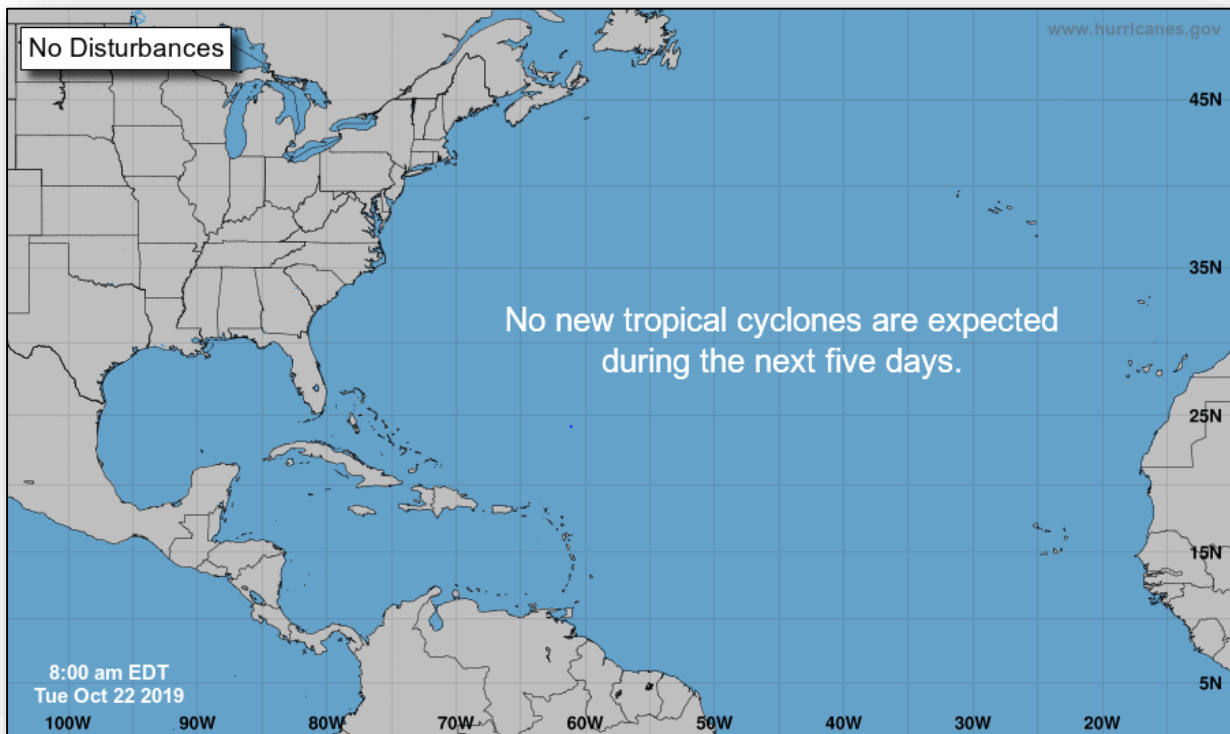 No Disturbances
www.hurricanes.gov
45N
35N
No new tropical cyclones are expected
during the next five days.
25N
15N
8:00 am EDT
Tue Oct 22 2019
5N
100W 90W 80W 70W 60W 50W 40W 30W 20W